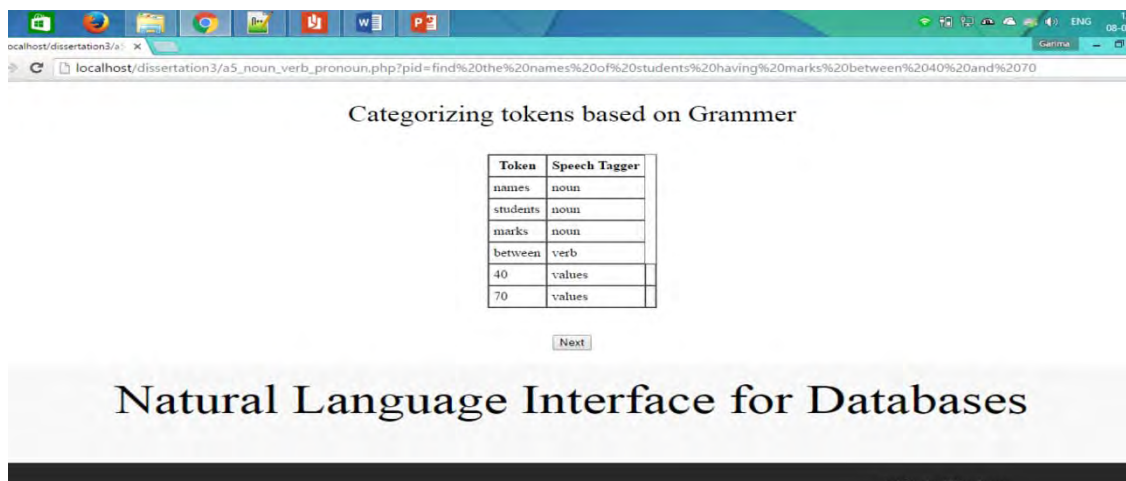 ENG
08-0
ocalhost/dissertation3/a
Garima
localhost/dissertation3/a5_noun_verb_pronoun.php?pid=find%20the%20names%20of%20students%20having%20marks%20between%2040%20and%2070
Categorizing tokens based on Grammer
Token Speech Tagger
names noun
students noun
marks noun
between verb
40 values
70 values
Next
Natural Language Interface for Databases